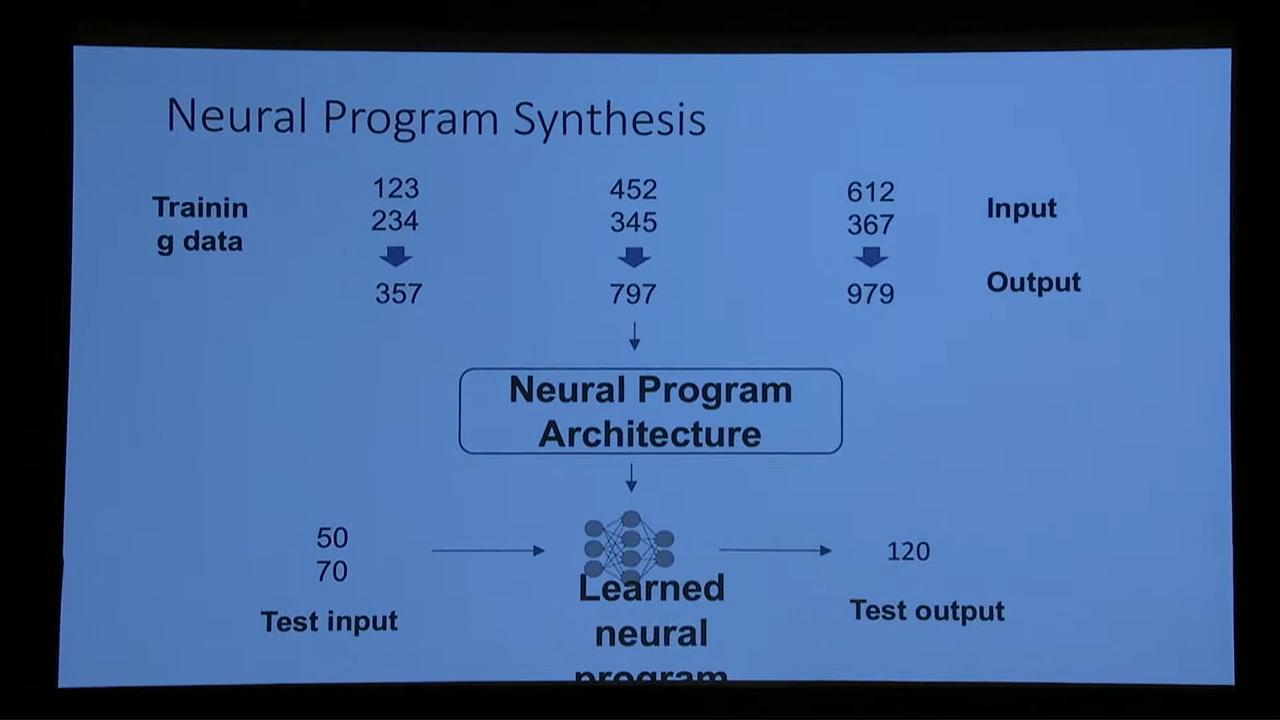 Neural Program Synthesis
Trainin
g data
123
234
357
452
345
797
612
367
979
Input
Output
Neural Program
Architecture
50
70
Test input
Learned
neural
program
120
Test output